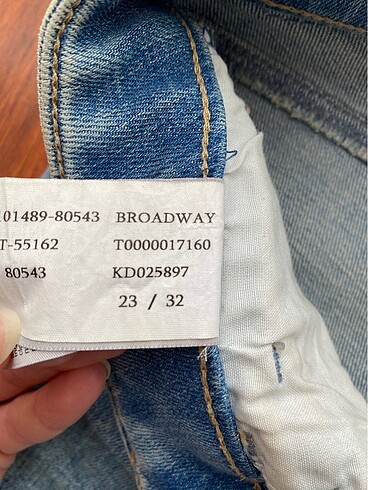 01489-80543 BROADWAY
T-55162 T0000017160
80543 KD025897
23 / 32